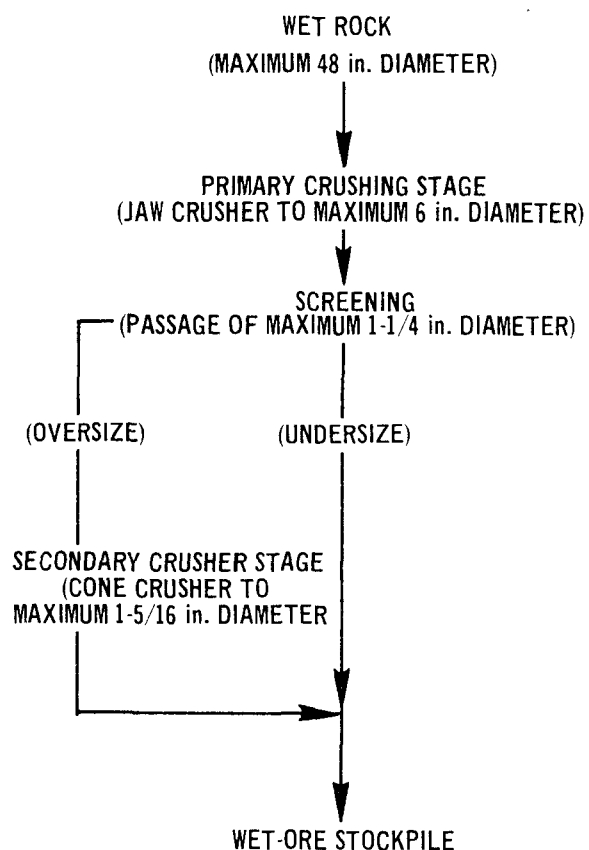 WET ROCK
(MAXIMUM 48 in. DIAMETER)
PRIMARY CRUSHING STAGE
(JAW CRUSHER TO MAXIMUM 6 in. DIAMETER)
SCREENING
(PASSAGE OF MAXIMUM 1-1/4 in. DIAMETER)
(OVERSIZE)
(UNDERSIZE)
SECONDARY CRUSHER STAGE
(CONE CRUSHER TO
MAXIMUM 1-5/16 in. DIAMETER
WET-ORE STOCKPILE